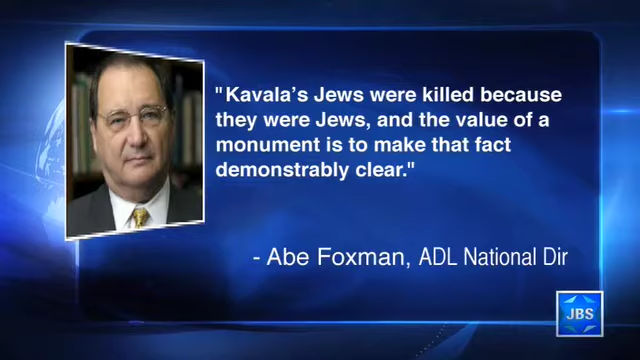 "Kavala's Jews were killed because
they were Jews, and the value of a
monument is to make that fact
demonstrably clear."
- Abe Foxman, ADL National Dir
JBS